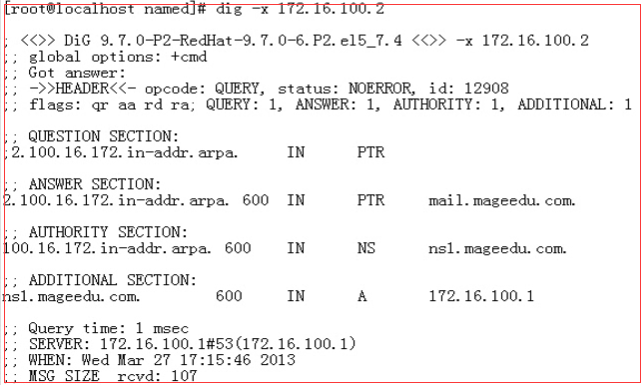 [root@localhost named]# dig -x 172.16.100.2
; <<>> DiG 9.7.0-P2-RedHat-9.7.0-6.P2.el5_7.4 <<>> -x 172.16.100.2
;; global options: +cmd
;; Got answer:
;; ->>HEADER<<- opcode: QUERY, status: NOERROR, id: 12908
;; flags: qr aa rd ra; QUERY: 1, ANSWER: 1, AUTHORITY: 1, ADDITIONAL: 1
;; QUESTION SECTION:
;2.100.16.172.in-addr.arpa. IN PTR
;; ANSWER SECTION:
2.100.16.172.in-addr.arpa. 600 IN PTR mail.mageedu.com.
;; AUTHORITY SECTION:
100.16.172.in-addr.arpa. 600 IN NS ns1.mageedu.com.
;; ADDITIONAL SECTION:
ns1.mageedu.com. 600 IN A 172.16.100.1
;; Query time: 1 msec
;; SERVER: 172.16.100.1#53(172.16.100.1)
;; WHEN: Wed Mar 27 17:15:46 2013
;; MSG SIZE rcvd: 107